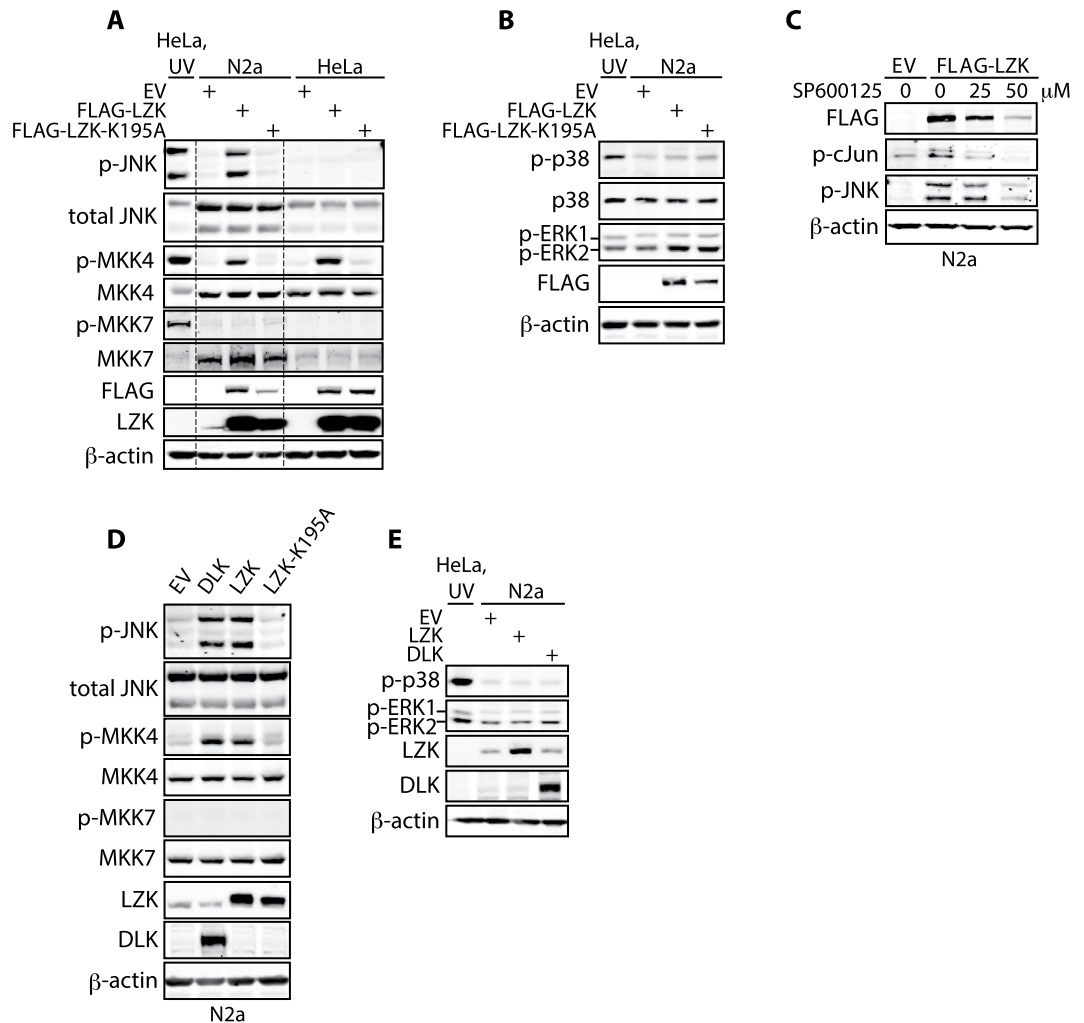 A
HeLa,
UV N2a HeLa
EV + +
FLAG-LZK + +
FLAG-LZK-K195A + +
p-JNK
total JNK
p-MKK4
MKK4
p-MKK7
MKK7
FLAG
LZK
β-actin
B
HeLa,
UV N2a
EV +
FLAG-LZK +
FLAG-LZK-K195A +
p-p38
p38
p-ERK1
p-ERK2
FLAG
β-actin
C
EV FLAG-LZK
SP600125 0 0 25 50 μM
FLAG
p-cJun
p-JNK
β-actin
N2a
D
EV DLK LZK LZK-K195A
p-JNK
total JNK
p-MKK4
MKK4
p-MKK7
MKK7
LZK
DLK
β-actin
N2a
E
HeLa,
UV N2a
EV +
LZK +
DLK +
p-p38
p-ERK1
p-ERK2
LZK
DLK
β-actin